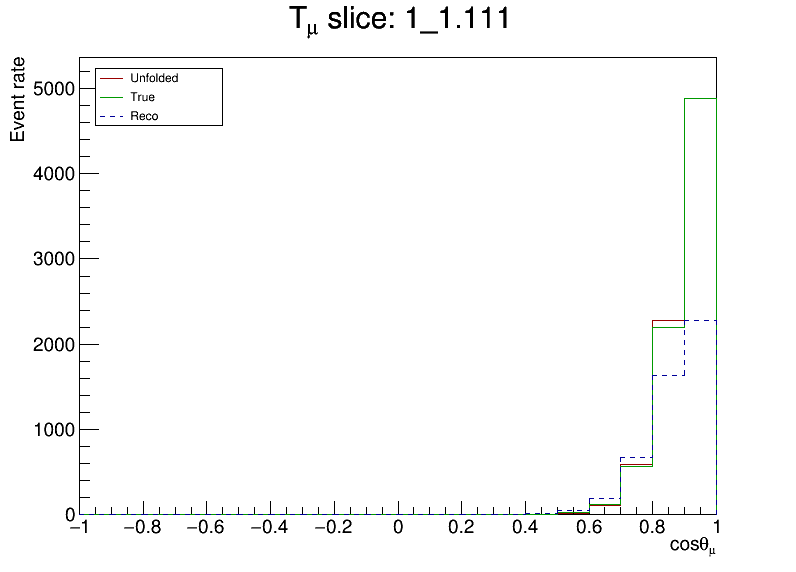 Tμ slice: 1_1.111
Event rate
Unfolded
True
Reco
5000
4000
3000
2000
1000
0
−1 −0.8 −0.6 −0.4 −0.2 0 0.2 0.4 0.6 0.8 1
cosθμ